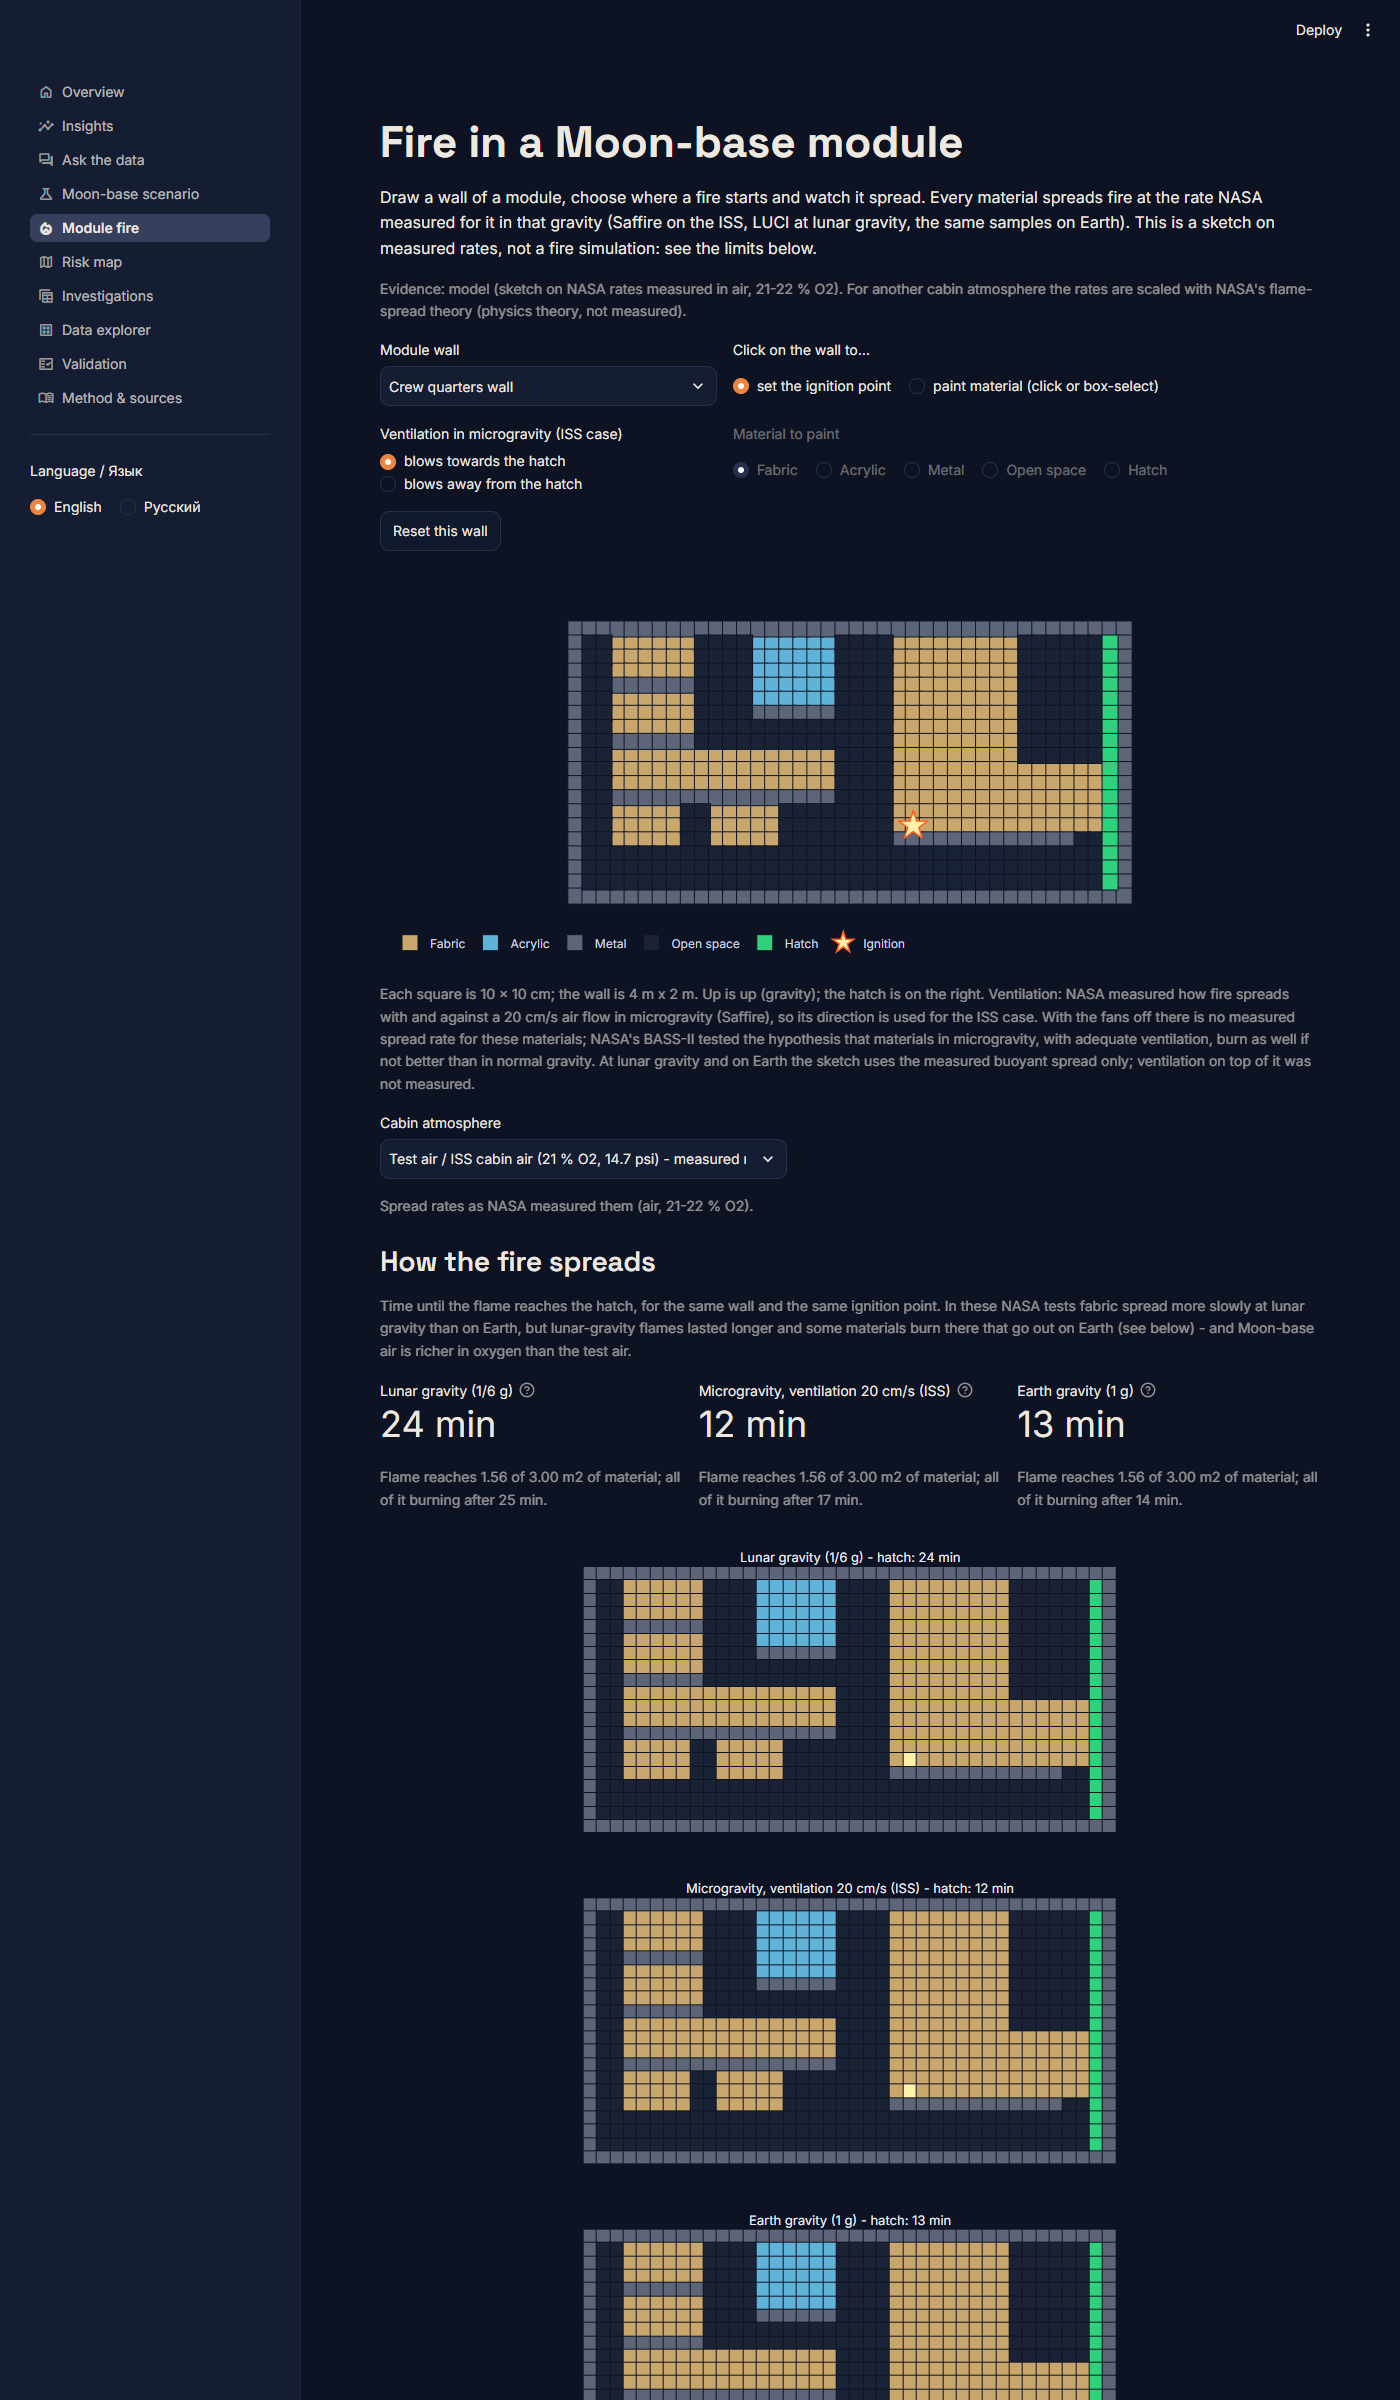 Deploy
Overview
Insights
Ask the data
Moon-base scenario
Module fire
Risk map
Investigations
Data explorer
Validation
Method & sources
Language / Язык
English
Русский
Fire in a Moon-base module
Draw a wall of a module, choose where a fire starts and watch it spread. Every material spreads fire at the rate NASA
measured for it in that gravity (Saffire on the ISS, LUCI at lunar gravity, the same samples on Earth). This is a sketch on
measured rates, not a fire simulation: see the limits below.
Evidence: model (sketch on NASA rates measured in air, 21-22 % O2). For another cabin atmosphere the rates are scaled with NASA's flame-
spread theory (physics theory, not measured).
Module wall
Crew quarters wall
Click on the wall to...
set the ignition point
paint material (click or box-select)
Ventilation in microgravity (ISS case)
blows towards the hatch
blows away from the hatch
Material to paint
Fabric
Acrylic
Metal
Open space
Hatch
Reset this wall
Fabric
Acrylic
Metal
Open space
Hatch
Ignition
Each square is 10 × 10 cm; the wall is 4 m x 2 m. Up is up (gravity); the hatch is on the right. Ventilation: NASA measured how fire spreads
with and against a 20 cm/s air flow in microgravity (Saffire), so its direction is used for the ISS case. With the fans off there is no measured
spread rate for these materials; NASA's BASS-II tested the hypothesis that materials in microgravity, with adequate ventilation, burn as well if
not better than in normal gravity. At lunar gravity and on Earth the sketch uses the measured buoyant spread only; ventilation on top of it was
not measured.
Cabin atmosphere
Test air / ISS cabin air (21 % O2, 14.7 psi) - measured
Spread rates as NASA measured them (air, 21-22 % O2).
How the fire spreads
Time until the flame reaches the hatch, for the same wall and the same ignition point. In these NASA tests fabric spread more slowly at lunar
gravity than on Earth, but lunar-gravity flames lasted longer and some materials burn there that go out on Earth (see below) - and Moon-base
air is richer in oxygen than the test air.
Lunar gravity (1/6 g)
24 min
Flame reaches 1.56 of 3.00 m2 of material; all
of it burning after 25 min.
Microgravity, ventilation 20 cm/s (ISS)
12 min
Flame reaches 1.56 of 3.00 m2 of material; all
of it burning after 17 min.
Earth gravity (1 g)
13 min
Flame reaches 1.56 of 3.00 m2 of material; all
of it burning after 14 min.
Lunar gravity (1/6 g) - hatch: 24 min
Microgravity, ventilation 20 cm/s (ISS) - hatch: 12 min
Earth gravity (1 g) - hatch: 13 min